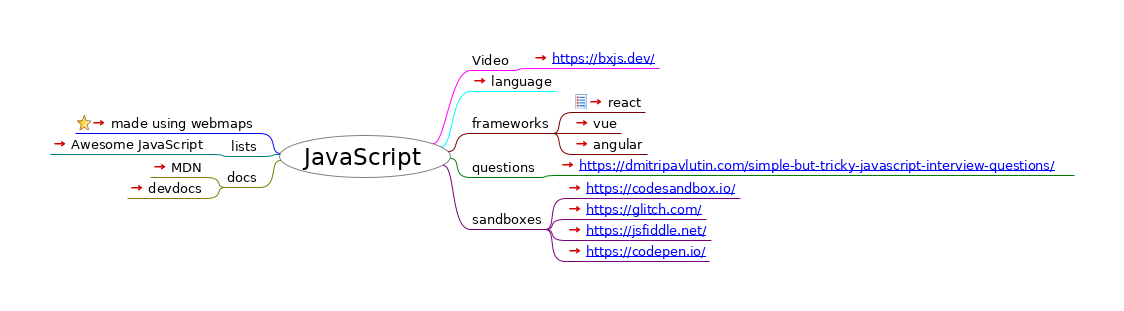 JavaScript
Video
https://bxjs.dev/
language
frameworks
react
vue
angular
questions
https://dmitripavlutin.com/simple-but-tricky-javascript-interview-questions/
sandboxes
https://codesandbox.io/
https://glitch.com/
https://jsfiddle.net/
https://codepen.io/
made using webmaps
lists
Awesome JavaScript
docs
MDN
devdocs